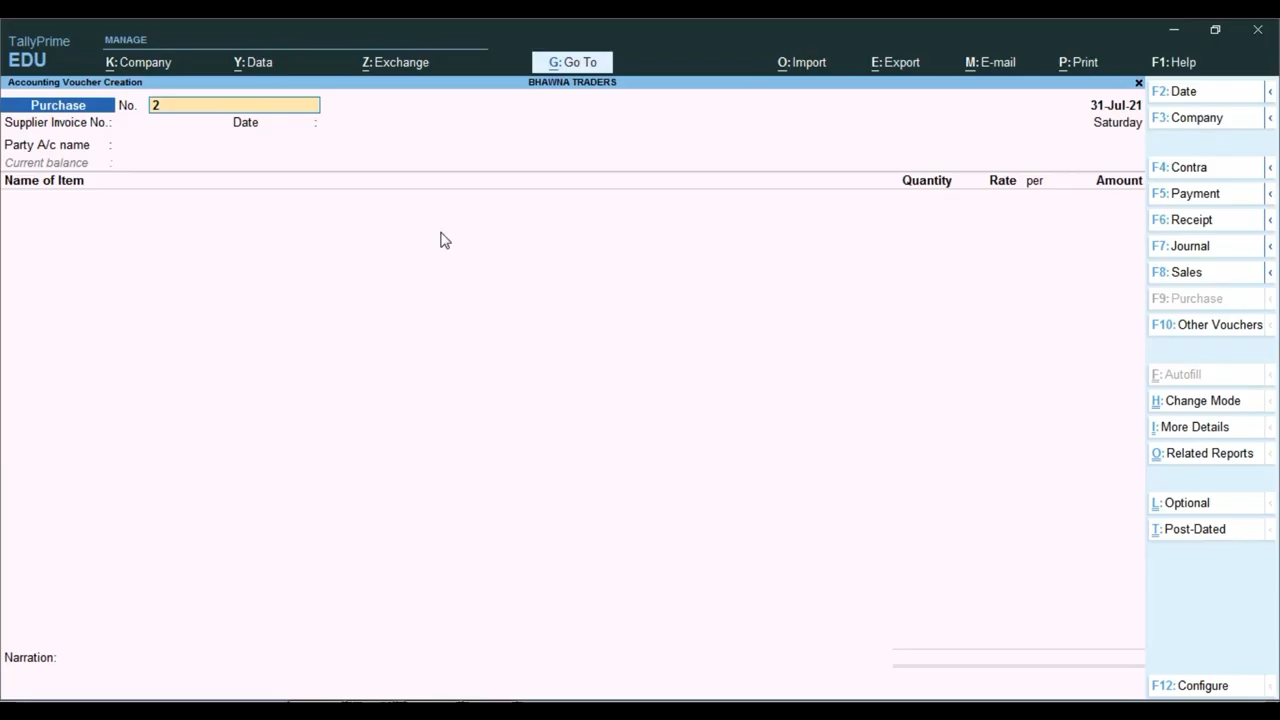 TallyPrime
EDU
MANAGE
K: Company
Y: Data
Z: Exchange
G: Go To
O: Import
E: Export
M: E-mail
P: Print
F1: Help
Accounting Voucher Creation
BHAWNA TRADERS
Purchase No. 2
31-Jul-21
Supplier Invoice No.: Date :
Saturday
Party A/c name :
Current balance :
Name of Item Quantity Rate per Amount
Narration:
F2: Date
F3: Company
F4: Contra
F5: Payment
F6: Receipt
F7: Journal
F8: Sales
F9: Purchase
F10: Other Vouchers
F: Autofill
H: Change Mode
I: More Details
O: Related Reports
L: Optional
T: Post-Dated
F12: Configure